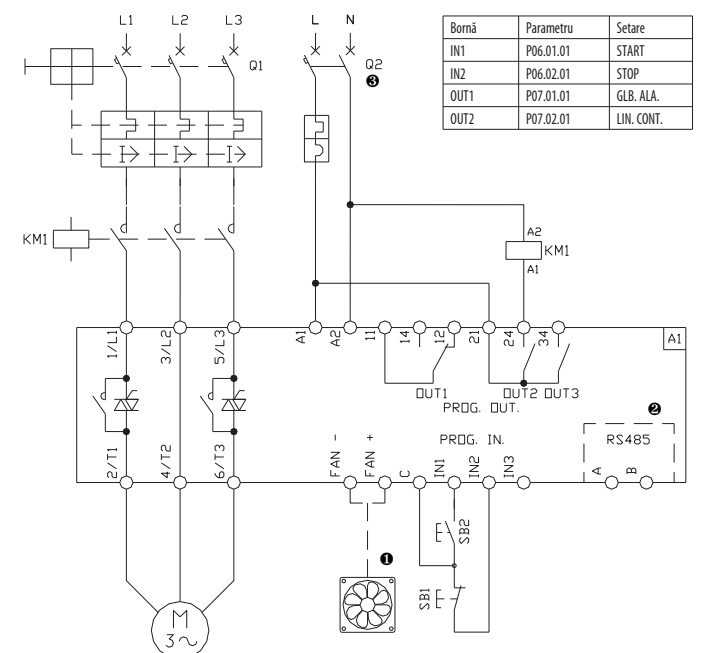 L1 L2 L3 L N
Q1 Q2
❸
Bornă Parametru Setare
IN1 P06.01.01 START
IN2 P06.02.01 STOP
OUT1 P07.01.01 GLB. ALA.
OUT2 P07.02.01 LIN. CONT.
I> I> I>
KM1
A2
KM1
A1
1/L1 3/L2 5/L3 A1 A2 11 14 12 21 24 34
A1
OUT1 OUT2 OUT3
PROG. OUT.
❷
PROG. IN.
RS485
2/T1 4/T2 6/T3 FAN - FAN + C IN1 IN2 IN3 A B
SB2
❶
SB1
M
3~